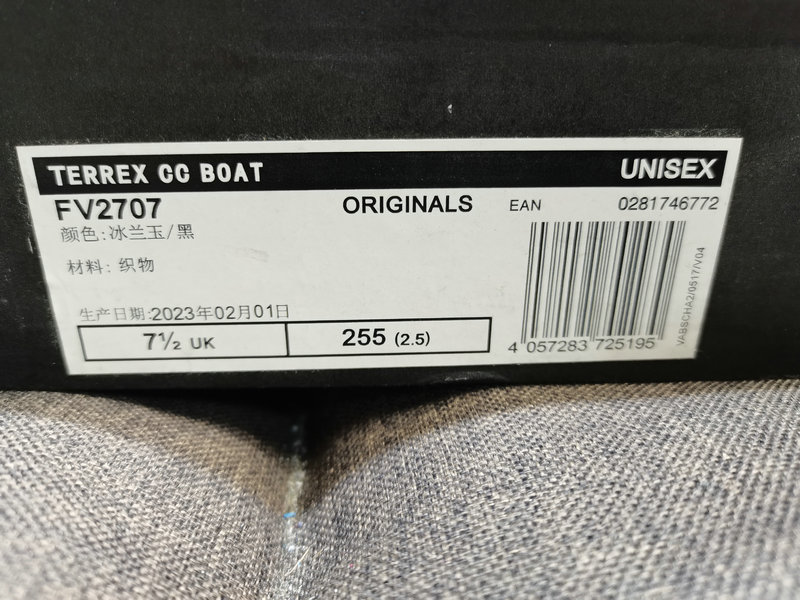 TERREX CC BOAT UNISEX
FV2707 ORIGINALS EAN 0281746772
颜色:冰兰玉/黑
材料: 织物
生产日期:2023年02月01日
7½ UK 255 (2.5)
4 057283 725195
VABSCHA2/0517/V04